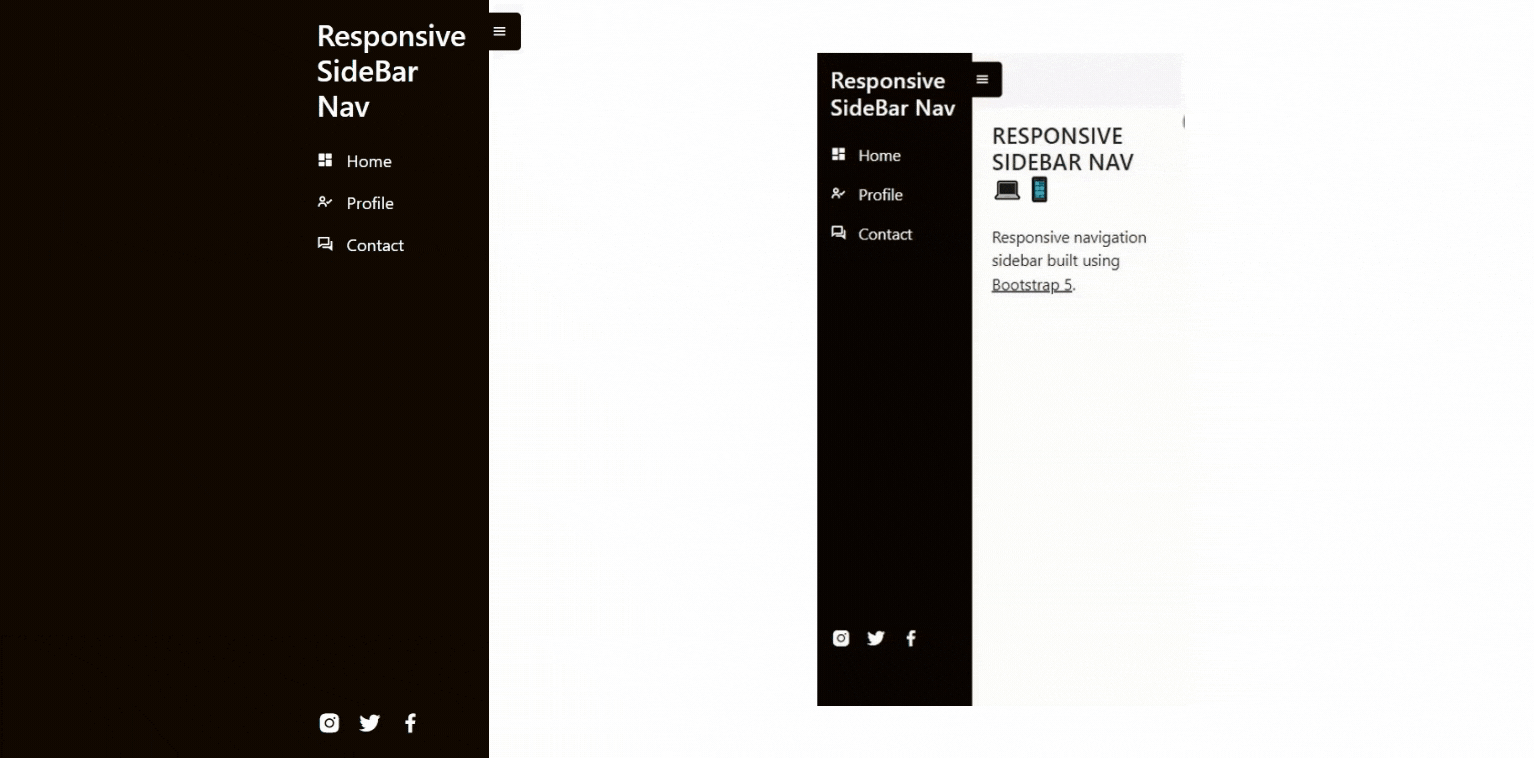 Responsive
SideBar
Nav
Home
Profile
Contact
Responsive
SideBar Nav
Home
Profile
Contact
RESPONSIVE
SIDEBAR NAV
Responsive navigation
sidebar built using
Bootstrap 5.